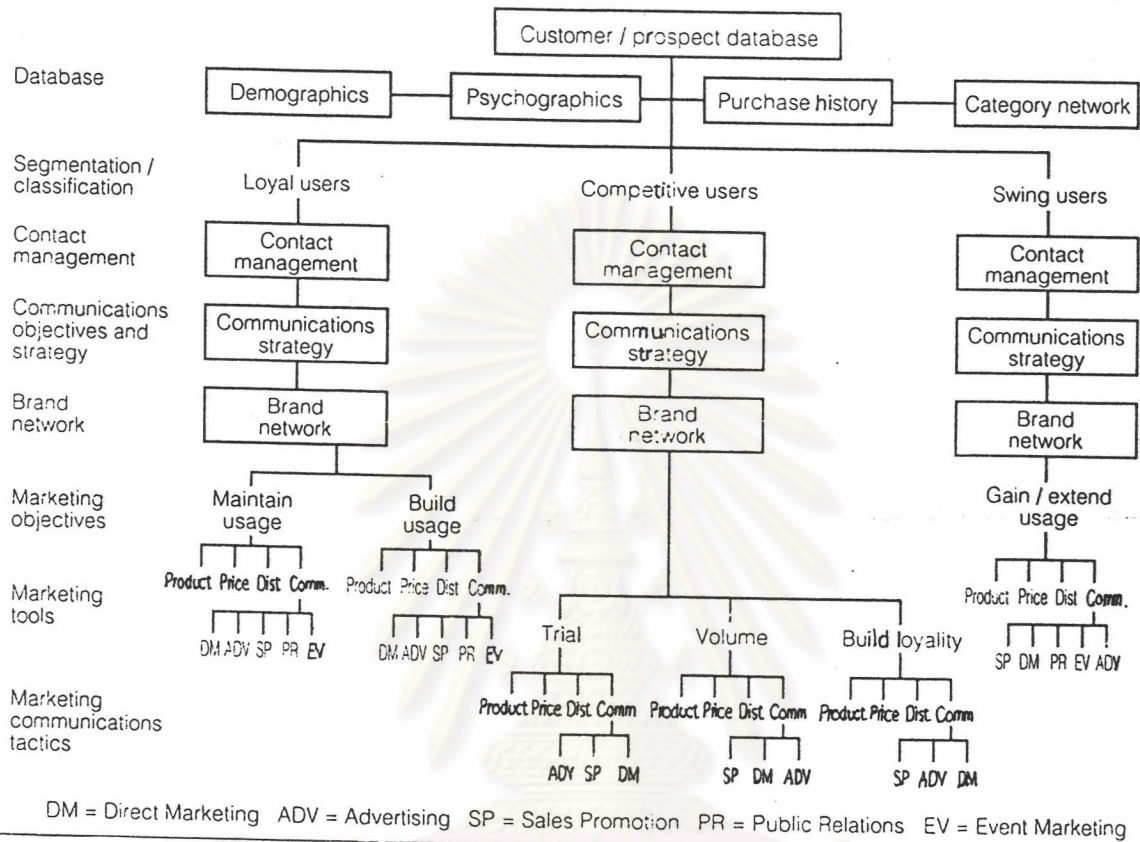 Customer / prospect database
Database
Demographics
Psychographics
Purchase history
Category network
Segmentation /
classification
Loyal users
Competitive users
Swing users
Contact
management
Contact
management
Contact
management
Contact
management
Communications
objectives and
strategy
Communications
strategy
Communications
strategy
Communications
strategy
Brand
network
Brand
network
Brand
network
Brand
network
Marketing
objectives
Maintain
usage
Build
usage
Gain / extend
usage
Marketing
tools
Product Price Dist Comm.
Product Price Dist Comm.
Product Price Dist Comm.
DM ADV SP PR EV
DM ADV SP PR EV
SP DM PR EV ADV
Trial
Volume
Build loyality
Marketing
communications
tactics
Product Price Dist. Comm
Product Price Dist. Comm
Product Price Dist. Comm
ADV SP DM
SP DM ADV
SP ADV DM
DM = Direct Marketing ADV = Advertising SP = Sales Promotion PR = Public Relations EV = Event Marketing